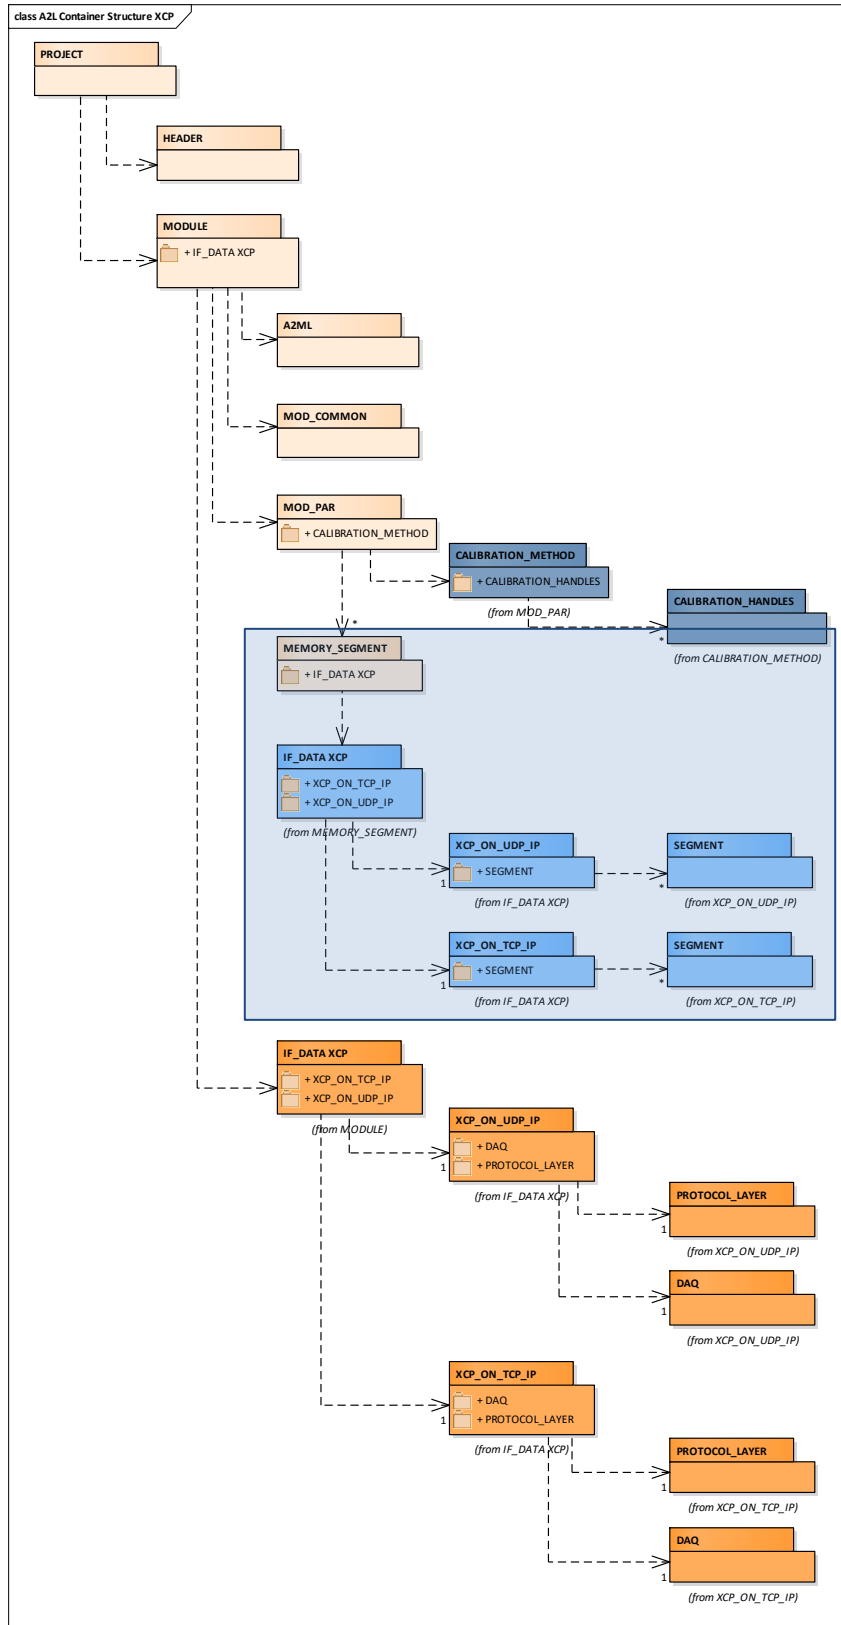 class A2L Container Structure XCP
PROJECT
HEADER
MODULE
+ IF_DATA XCP
A2ML
MOD_COMMON
MOD_PAR
+ CALIBRATION_METHOD
CALIBRATION_METHOD
+ CALIBRATION_HANDLES
(from MOD_PAR)
CALIBRATION_HANDLES
*
(from CALIBRATION_METHOD)
*
MEMORY_SEGMENT
+ IF_DATA XCP
IF_DATA XCP
+ XCP_ON_TCP_IP
+ XCP_ON_UDP_IP
(from MEMORY_SEGMENT)
XCP_ON_UDP_IP
+ SEGMENT
1
(from IF_DATA XCP)
SEGMENT
*
(from XCP_ON_UDP_IP)
XCP_ON_TCP_IP
+ SEGMENT
1
(from IF_DATA XCP)
SEGMENT
*
(from XCP_ON_TCP_IP)
IF_DATA XCP
+ XCP_ON_TCP_IP
+ XCP_ON_UDP_IP
(from MODULE)
XCP_ON_UDP_IP
+ DAQ
+ PROTOCOL_LAYER
1
(from IF_DATA XCP)
PROTOCOL_LAYER
1
(from XCP_ON_UDP_IP)
DAQ
1
(from XCP_ON_UDP_IP)
XCP_ON_TCP_IP
+ DAQ
+ PROTOCOL_LAYER
1
(from IF_DATA XCP)
PROTOCOL_LAYER
1
(from XCP_ON_TCP_IP)
DAQ
1
(from XCP_ON_TCP_IP)